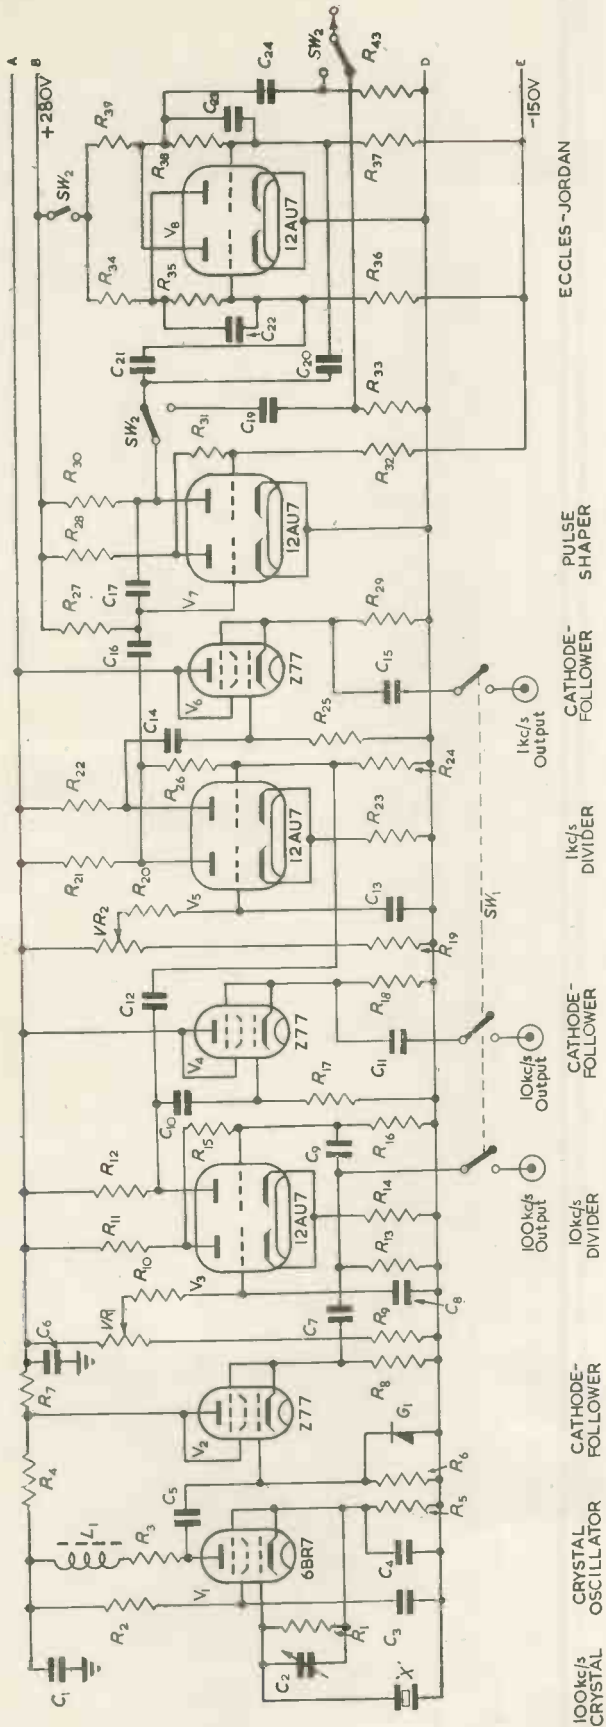 A
B
+280V
D
E
-150V
C1
R2
L1
R3
C5
V1
6BR7
C2
R1
C3
C4
R5
R6
G1
'X'
R4
R7
C6
V2
Z77
R8
VR1
R9
R10
R11
R12
V3
12AU7
C7
C8
R13
R14
C9
R15
R16
C10
C12
V4
Z77
R17
R18
C11
VR2
R19
R20
R21
R22
V5
12AU7
C13
R23
R24
R26
C14
V6
Z77
R25
C15
R29
C16
C17
R27
R28
R30
V7
12AU7
R31
R32
SW2
C19
R33
C20
C21
R34
R35
C22
R36
V8
12AU7
SW2
R39
R38
C23
R37
C24
SW2
R43
SW1
100kc/s
Output
10kc/s
Output
1kc/s
Output
100kc/s
CRYSTAL
CRYSTAL
OSCILLATOR
CATHODE-
FOLLOWER
10kc/s
DIVIDER
CATHODE-
FOLLOWER
1kc/s
DIVIDER
CATHODE-
FOLLOWER
PULSE
SHAPER
ECCLES-JORDAN